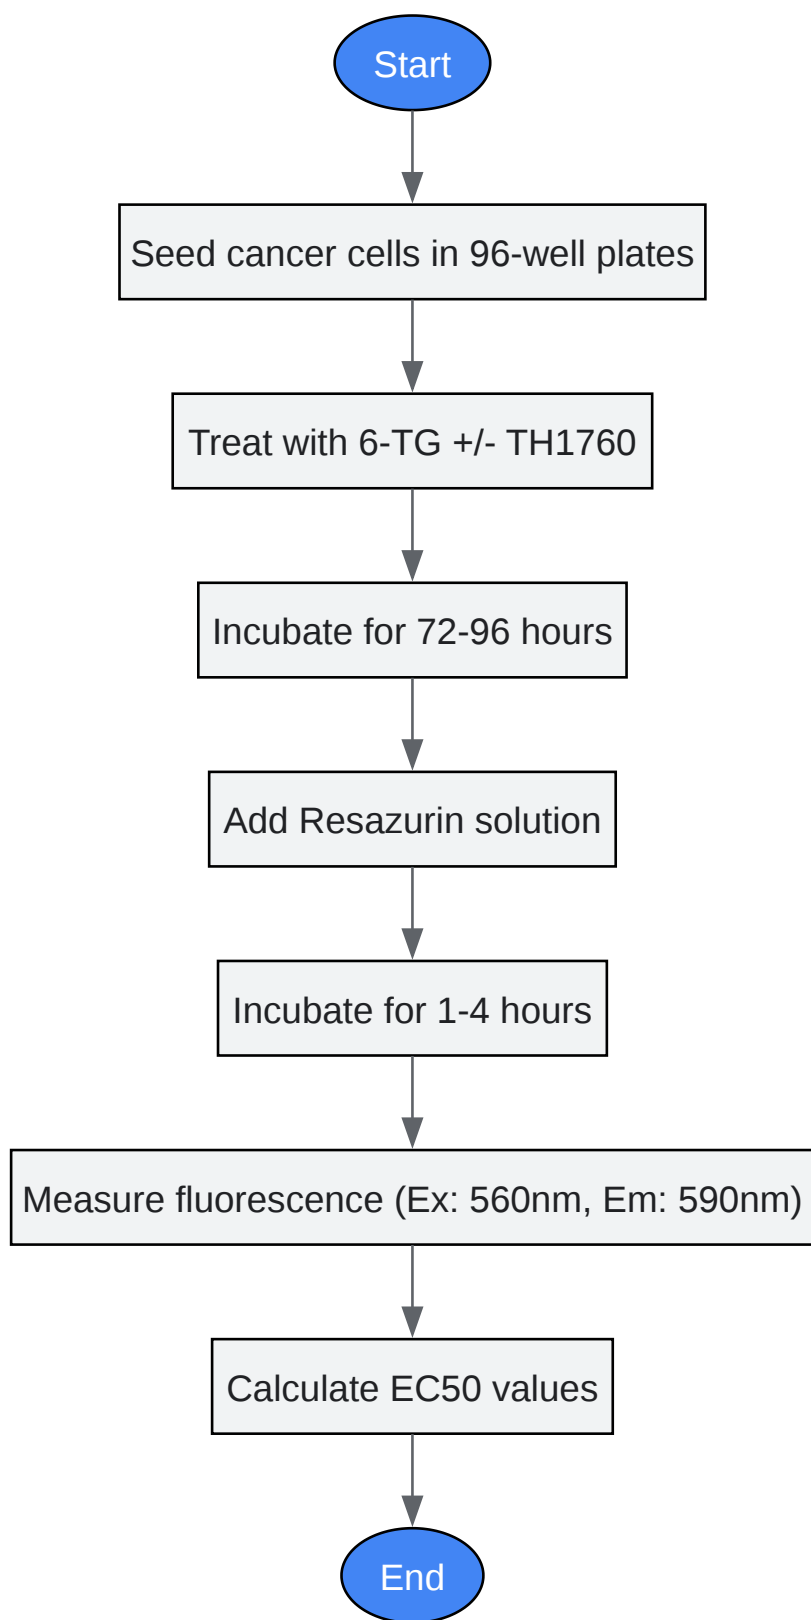 Start
Seed cancer cells in 96-well plates
Treat with 6-TG +/- TH1760
Incubate for 72-96 hours
Add Resazurin solution
Incubate for 1-4 hours
Measure fluorescence (Ex: 560nm, Em: 590nm)
Calculate EC50 values
End